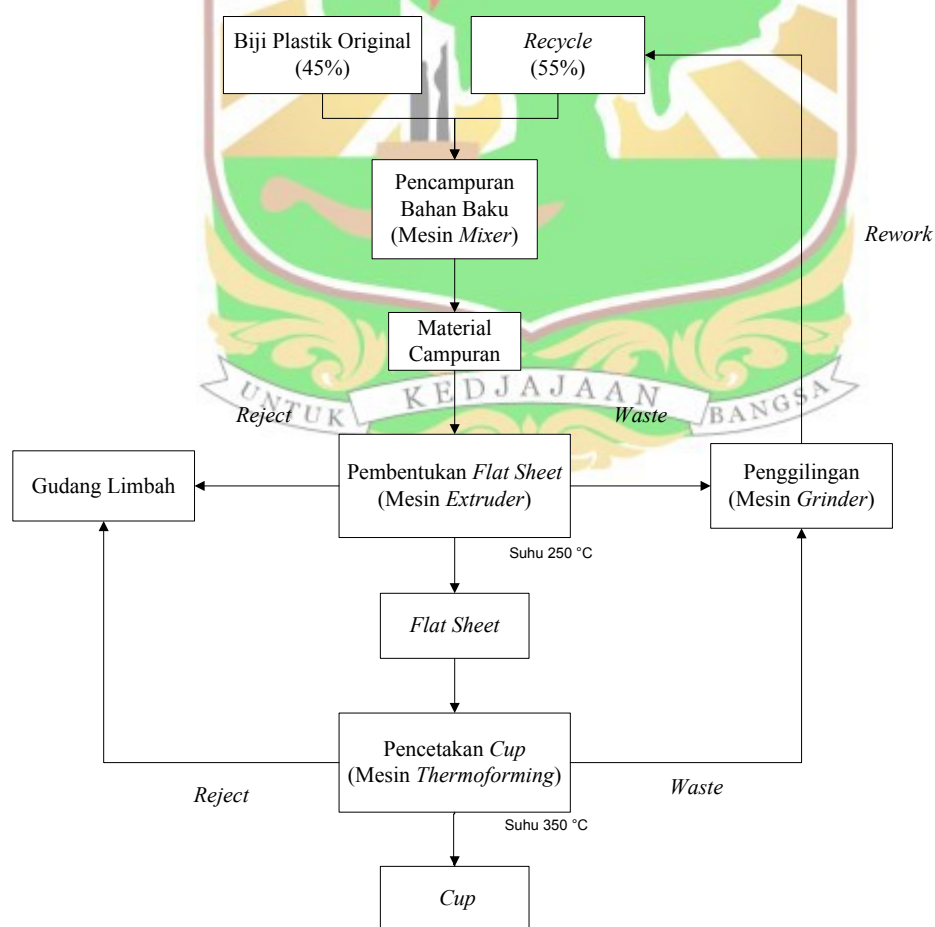 Biji Plastik Original
(45%)
Recycle
(55%)
Pencampuran
Bahan Baku
(Mesin Mixer)
Rework
Material
Campuran
UNTUK KEDJAJAAN BANGSA
Reject
Waste
Gudang Limbah
Pembentukan Flat Sheet
(Mesin Extruder)
Penggilingan
(Mesin Grinder)
Suhu 250 °C
Flat Sheet
Pencetakan Cup
(Mesin Thermoforming)
Reject
Waste
Suhu 350 °C
Cup